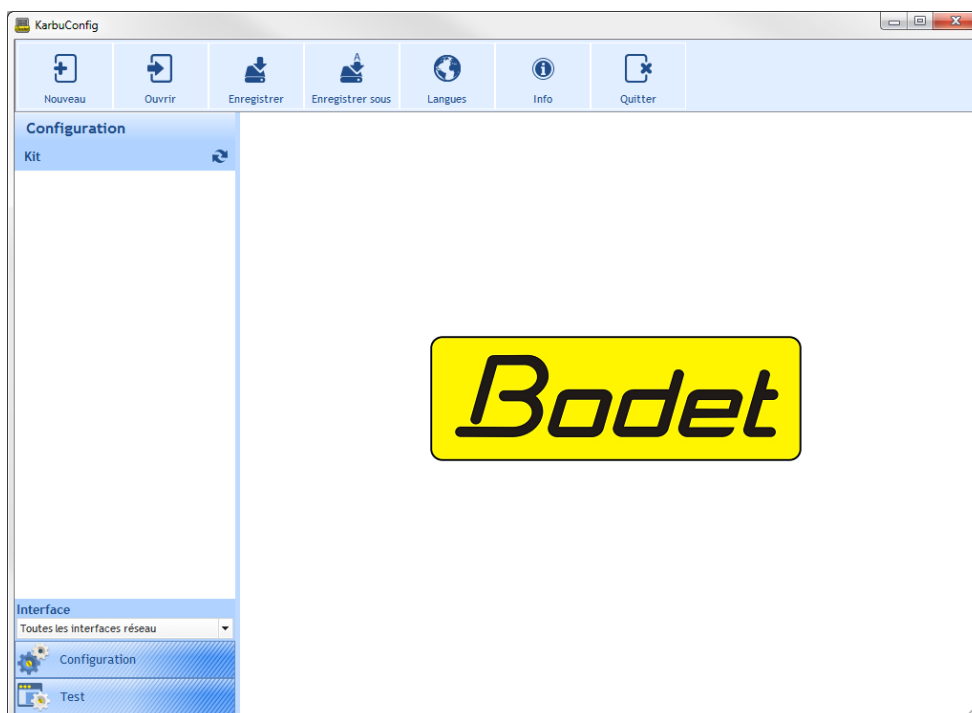 KarbuConfig
Nouveau
Ouvrir
Enregistrer
A
Enregistrer sous
Langues
Info
Quitter
Configuration
Kit
Bodet
Interface
Toutes les interfaces réseau
Configuration
Test